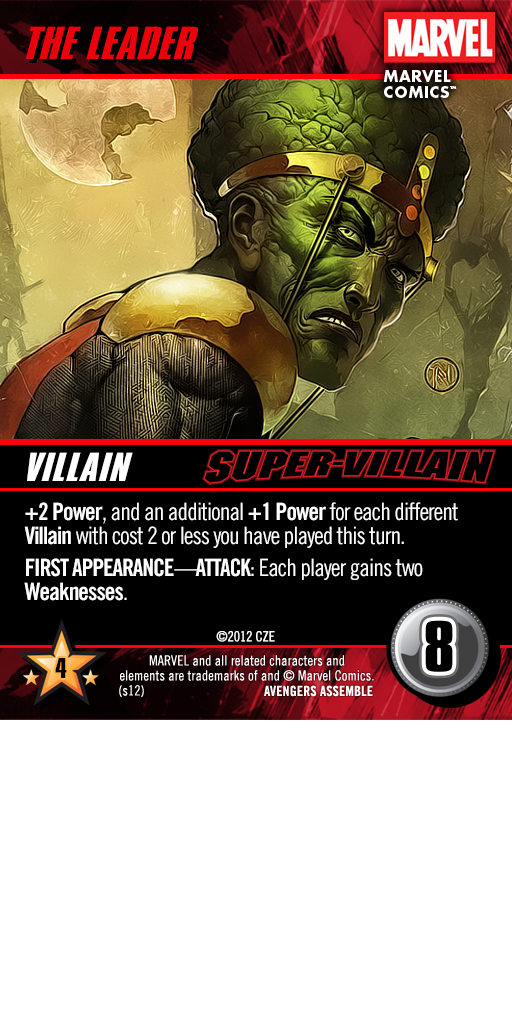 THE LEADER
MARVEL
MARVEL
COMICS™
VILLAIN
SUPER-VILLAIN
+2 Power, and an additional +1 Power for each different
Villain with cost 2 or less you have played this turn.
FIRST APPEARANCE—ATTACK: Each player gains two
Weaknesses.
©2012 CZE
4
8
MARVEL and all related characters and
elements are trademarks of and © Marvel Comics.
(s12)
AVENGERS ASSEMBLE